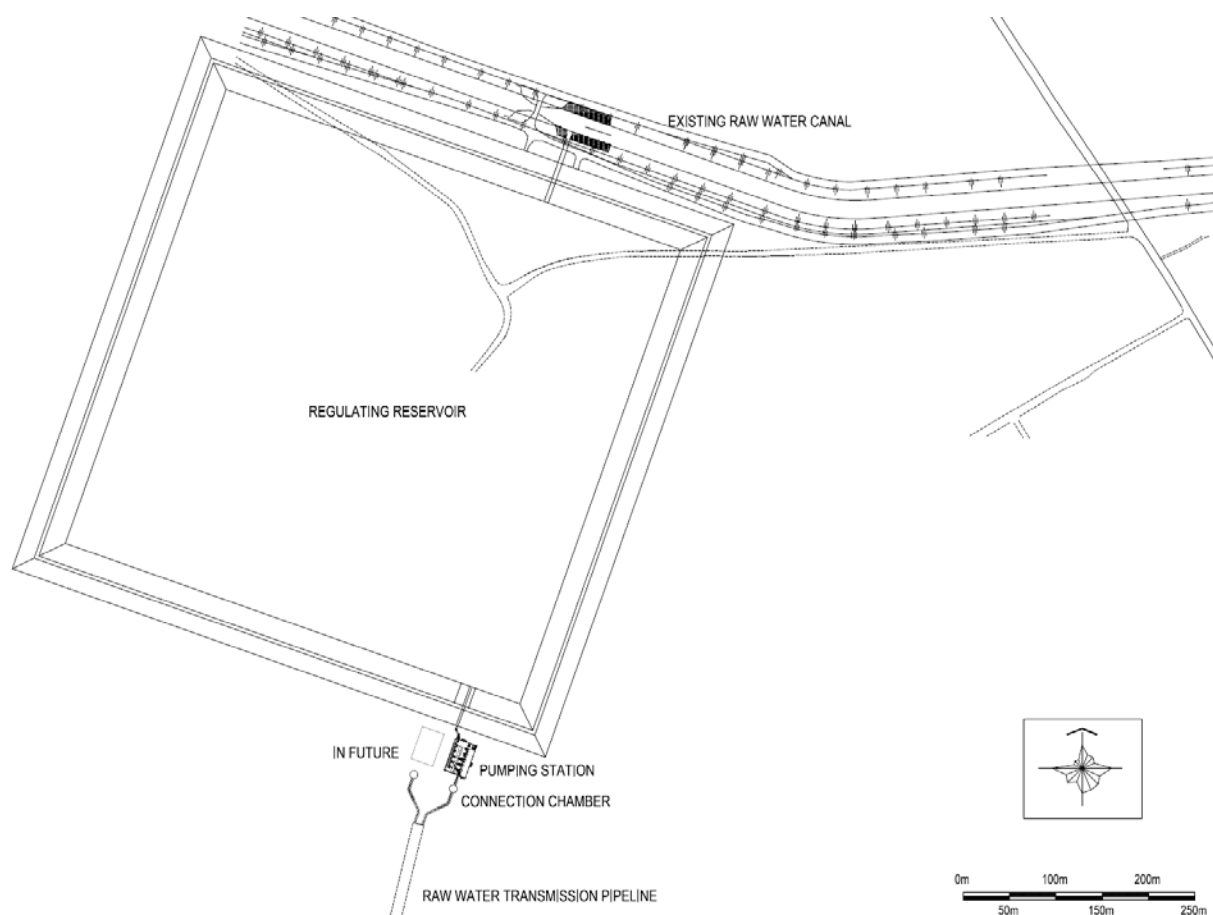 EXISTING RAW WATER CANAL
REGULATING RESERVOIR
IN FUTURE
PUMPING STATION
CONNECTION CHAMBER
RAW WATER TRANSMISSION PIPELINE
0m 100m 200m
50m 150m 250m